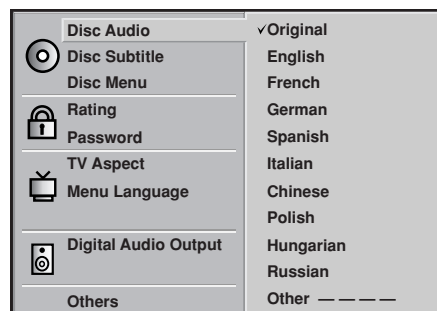 Disc Audio
Disc Subtitle
Disc Menu
Rating
Password
TV Aspect
Menu Language
Digital Audio Output
Others
✓Original
English
French
German
Spanish
Italian
Chinese
Polish
Hungarian
Russian
Other — — — —